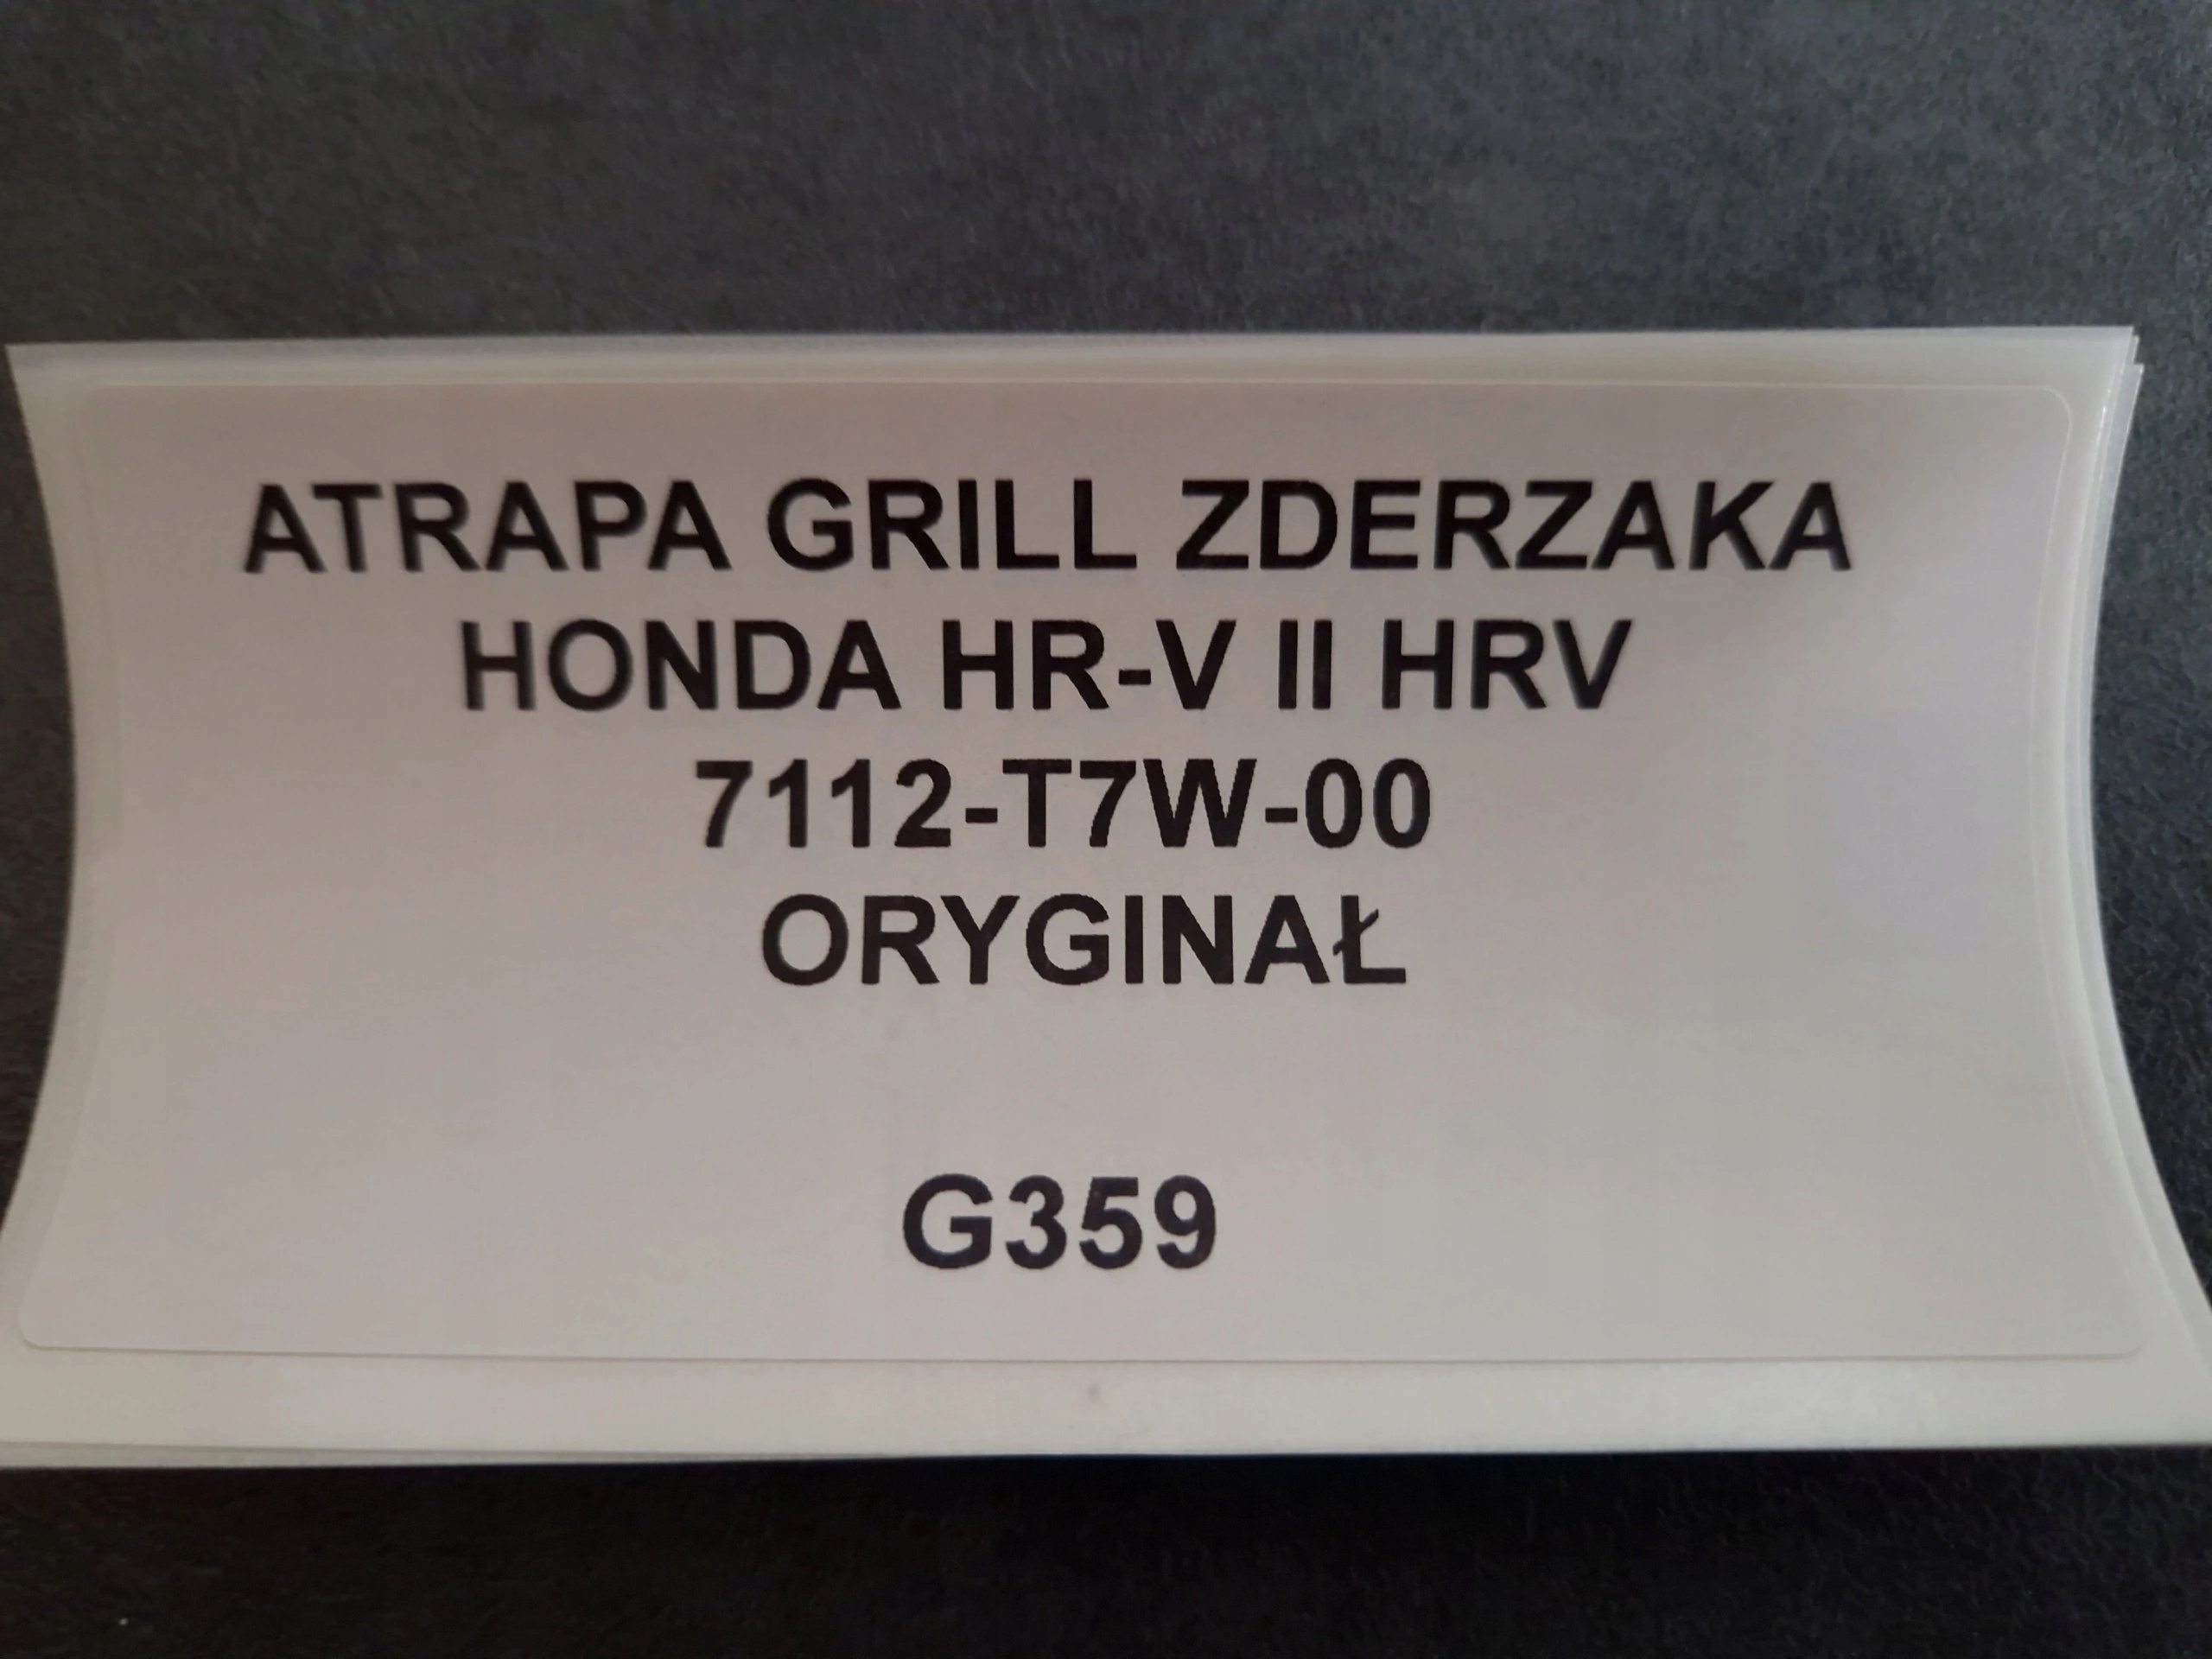 ATRAPA GRILL ZDERZAKA
HONDA HR-V II HRV
7112-T7W-00
ORYGINAŁ
G359